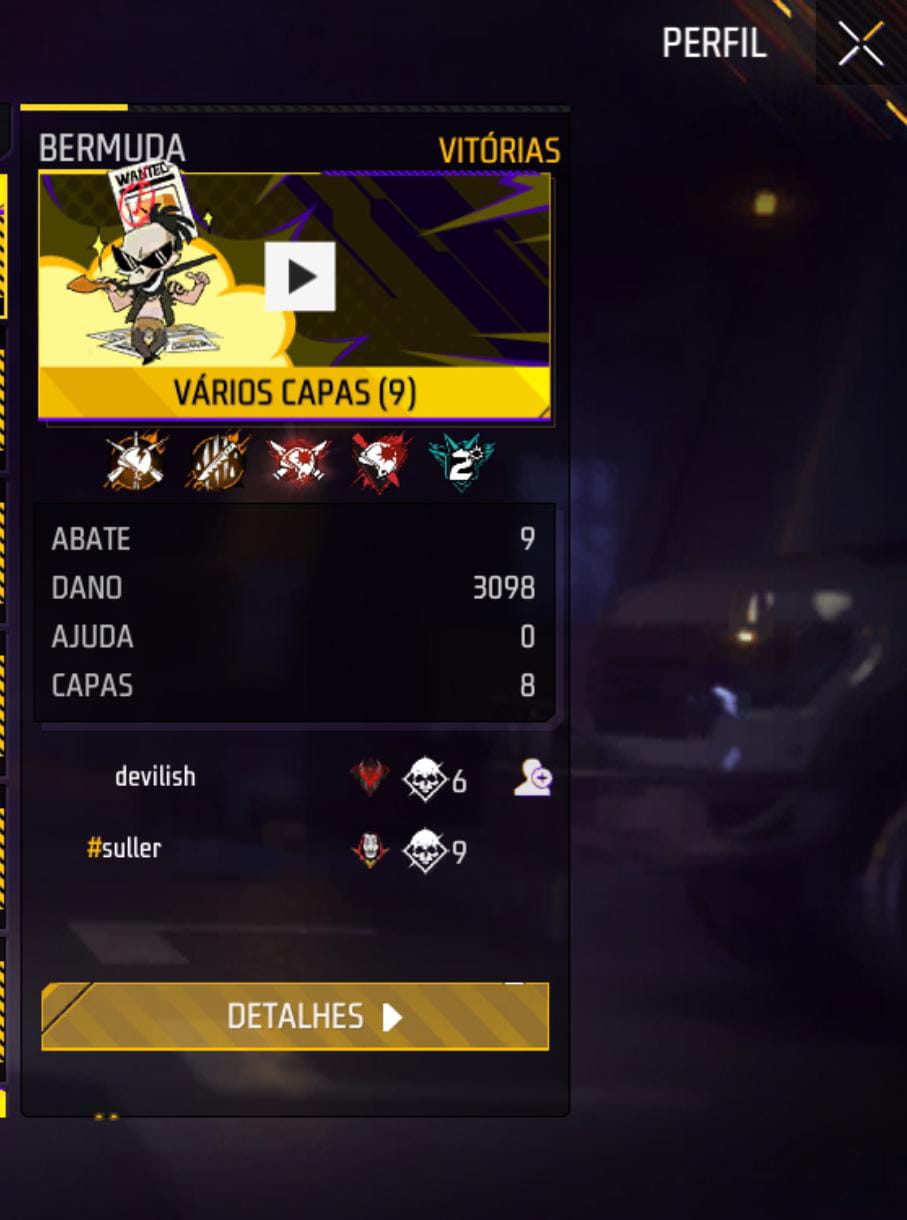 PERFIL
BERMUDA
VITÓRIAS
WANTED
VÁRIOS CAPAS (9)
2
ABATE 9
DANO 3098
AJUDA 0
CAPAS 8
devilish 6
#suller 9
DETALHES